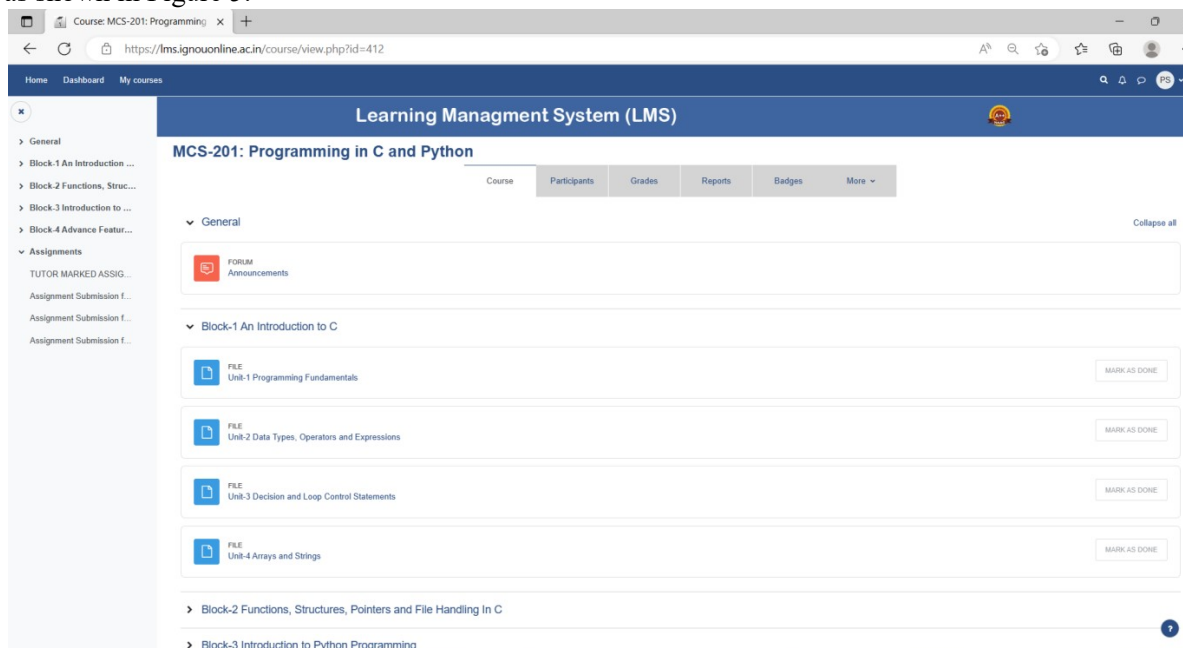 as shown in Figure 5.
Course: MCS-201: Programming
https://lms.ignouonline.ac.in/course/view.php?id=412
Home Dashboard My courses
PS
Learning Managment System (LMS)
General
Block-1 An Introduction ...
Block-2 Functions, Struc...
Block-3 Introduction to ...
Block-4 Advance Featur...
Assignments
TUTOR MARKED ASSIG...
Assignment Submission f...
Assignment Submission f...
Assignment Submission f...
MCS-201: Programming in C and Python
Course Participants Grades Reports Badges More
General
Collapse all
FORUM
Announcements
Block-1 An Introduction to C
FILE
Unit-1 Programming Fundamentals
MARK AS DONE
FILE
Unit-2 Data Types, Operators and Expressions
MARK AS DONE
FILE
Unit-3 Decision and Loop Control Statements
MARK AS DONE
FILE
Unit-4 Arrays and Strings
MARK AS DONE
Block-2 Functions, Structures, Pointers and File Handling In C
Block-3 Introduction to Python Programming
?